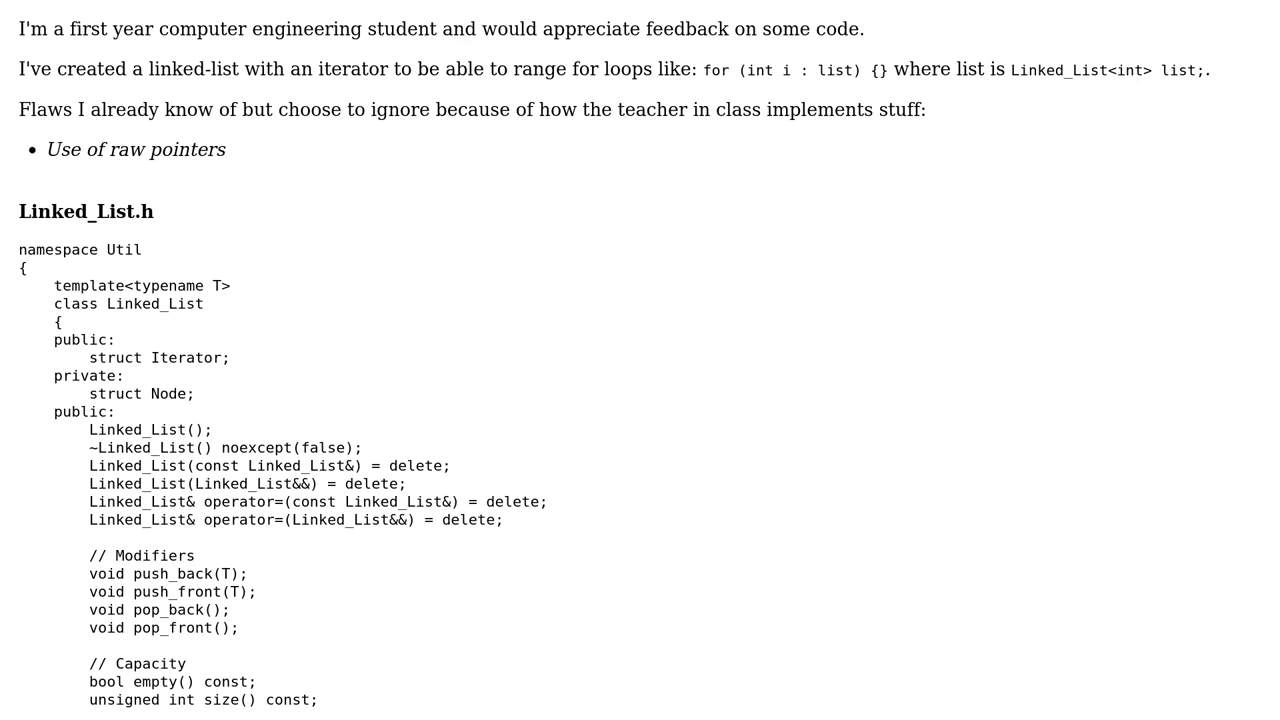 I'm a first year computer engineering student and would appreciate feedback on some code.
I've created a linked-list with an iterator to be able to range for loops like: for (int i : list) {} where list is Linked_List<int> list;.
Flaws I already know of but choose to ignore because of how the teacher in class implements stuff:
• Use of raw pointers
Linked_List.h
namespace Util
{
    template<typename T>
    class Linked_List
    {
    public:
        struct Iterator;
    private:
        struct Node;
    public:
        Linked_List();
        ~Linked_List() noexcept(false);
        Linked_List(const Linked_List&) = delete;
        Linked_List(Linked_List&&) = delete;
        Linked_List& operator=(const Linked_List&) = delete;
        Linked_List& operator=(Linked_List&&) = delete;

        // Modifiers
        void push_back(T);
        void push_front(T);
        void pop_back();
        void pop_front();

        // Capacity
        bool empty() const;
        unsigned int size() const;